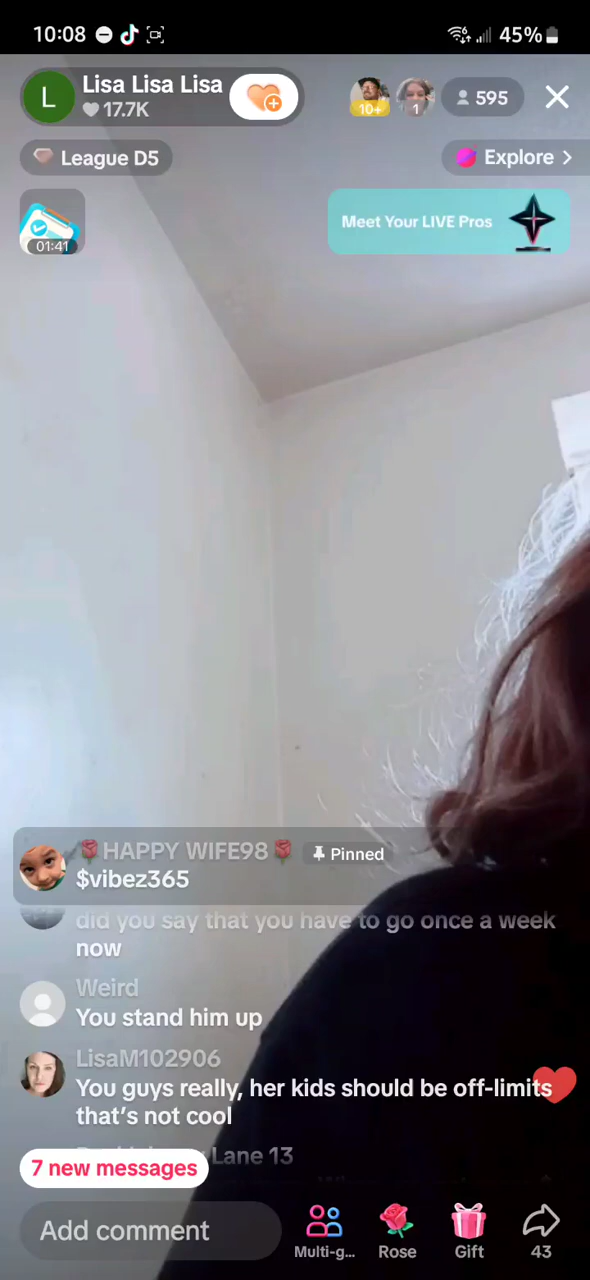 10:08
45%
L
Lisa Lisa Lisa
17.7K
10+
1
595
League D5
Explore
01:41
Meet Your LIVE Pros
HAPPY WIFE98
Pinned
$vibez365
did you say that you have to go once a week
now
Weird
You stand him up
LisaM102906
You guys really, her kids should be off-limits
that's not cool
Lane 13
7 new messages
Add comment
Multi-g...
Rose
Gift
43